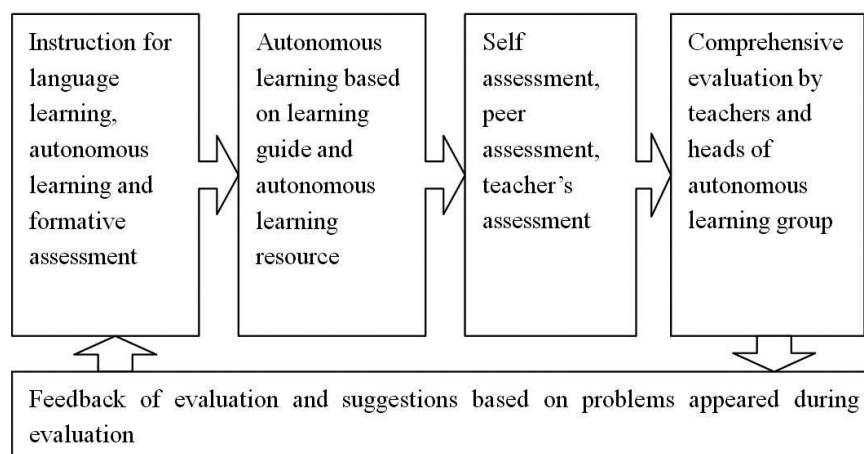 Instruction for
language
learning,
autonomous
learning and
formative
assessment
Autonomous
learning based
on learning
guide and
autonomous
learning
resource
Self
assessment,
peer
assessment,
teacher’s
assessment
Comprehensive
evaluation by
teachers and
heads of
autonomous
learning group
Feedback of evaluation and suggestions based on problems appeared during
evaluation